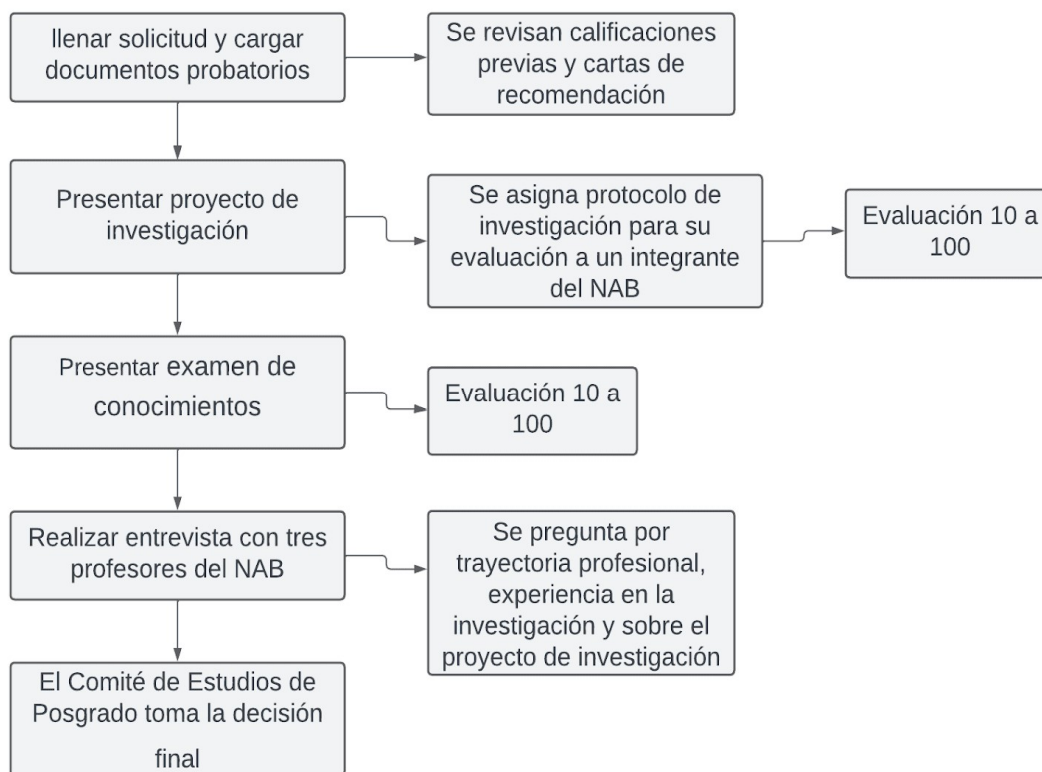 llenar solicitud y cargar
documentos probatorios
Se revisan calificaciones
previas y cartas de
recomendación
Presentar proyecto de
investigación
Se asigna protocolo de
investigación para su
evaluación a un integrante
del NAB
Evaluación 10 a
100
Presentar examen de
conocimientos
Evaluación 10 a
100
Realizar entrevista con tres
profesores del NAB
Se pregunta por
trayectoria profesional,
experiencia en la
investigación y sobre el
proyecto de investigación
El Comité de Estudios de
Posgrado toma la decisión
final